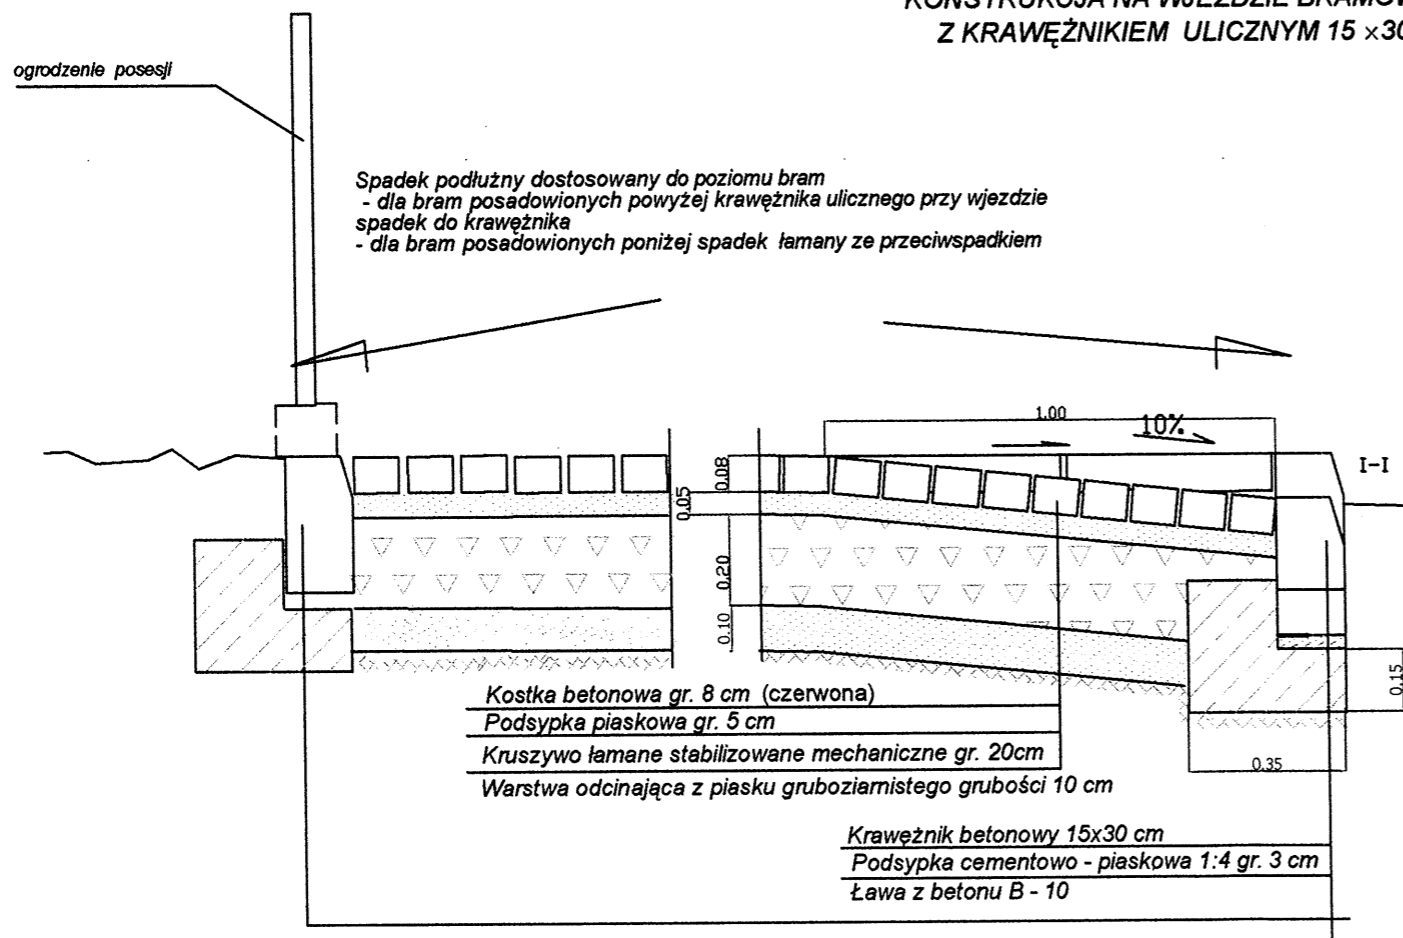 KONSTRUKCJA NA WJEŹDZIE
Z KRAWĘŻNIKIEM ULICZNYM 15 ×30
ogrodzenie posesji
Spadek podłużny dostosowany do poziomu bram
- dla bram posadowionych powyżej krawężnika ulicznego przy wjezdzie
spadek do krawężnika
- dla bram posadowionych poniżej spadek łamany ze przeciwspadkiem
1.00
10%
I-I
0.08
0.05
0.20
0.10
0.15
0.35
Kostka betonowa gr. 8 cm (czerwona)
Podsypka piaskowa gr. 5 cm
Kruszywo łamane stabilizowane mechaniczne gr. 20cm
Warstwa odcinająca z piasku gruboziarnistego grubości 10 cm
Krawężnik betonowy 15x30 cm
Podsypka cementowo - piaskowa 1:4 gr. 3 cm
Ława z betonu B - 10